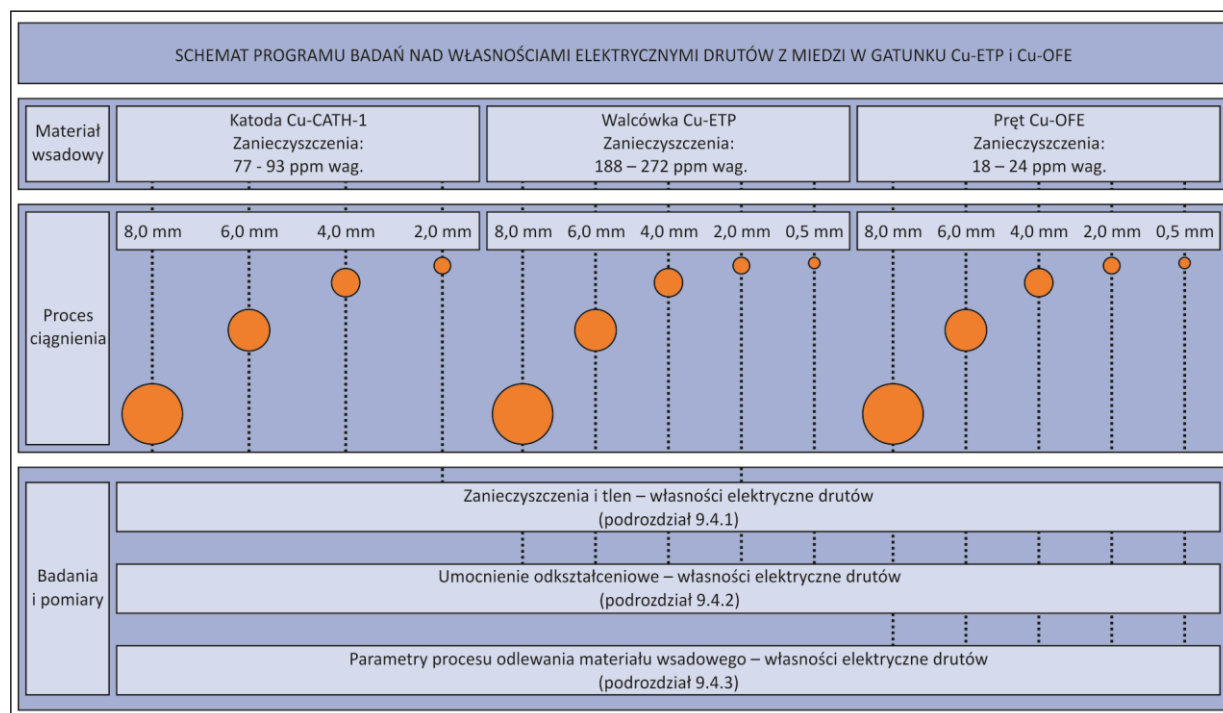 SCHEMAT PROGRAMU BADAŃ NAD WŁASNOŚCIAMI ELEKTRYCZNYMI DRUTÓW Z MIEDZI W GATUNKU Cu-ETP i Cu-OFE
Materiał
wsadowy
Katoda Cu-CATH-1
Zanieczyszczenia:
77 - 93 ppm wag.
Walcówka Cu-ETP
Zanieczyszczenia:
188 – 272 ppm wag.
Pręt Cu-OFE
Zanieczyszczenia:
18 – 24 ppm wag.
Proces
ciągnienia
8,0 mm 6,0 mm 4,0 mm 2,0 mm
8,0 mm 6,0 mm 4,0 mm 2,0 mm 0,5 mm
8,0 mm 6,0 mm 4,0 mm 2,0 mm 0,5 mm
Badania
i pomiary
Zanieczyszczenia i tlen – własności elektryczne drutów
(podrozdział 9.4.1)
Umocnienie odkształceniowe – własności elektryczne drutów
(podrozdział 9.4.2)
Parametry procesu odlewania materiału wsadowego – własności elektryczne drutów
(podrozdział 9.4.3)